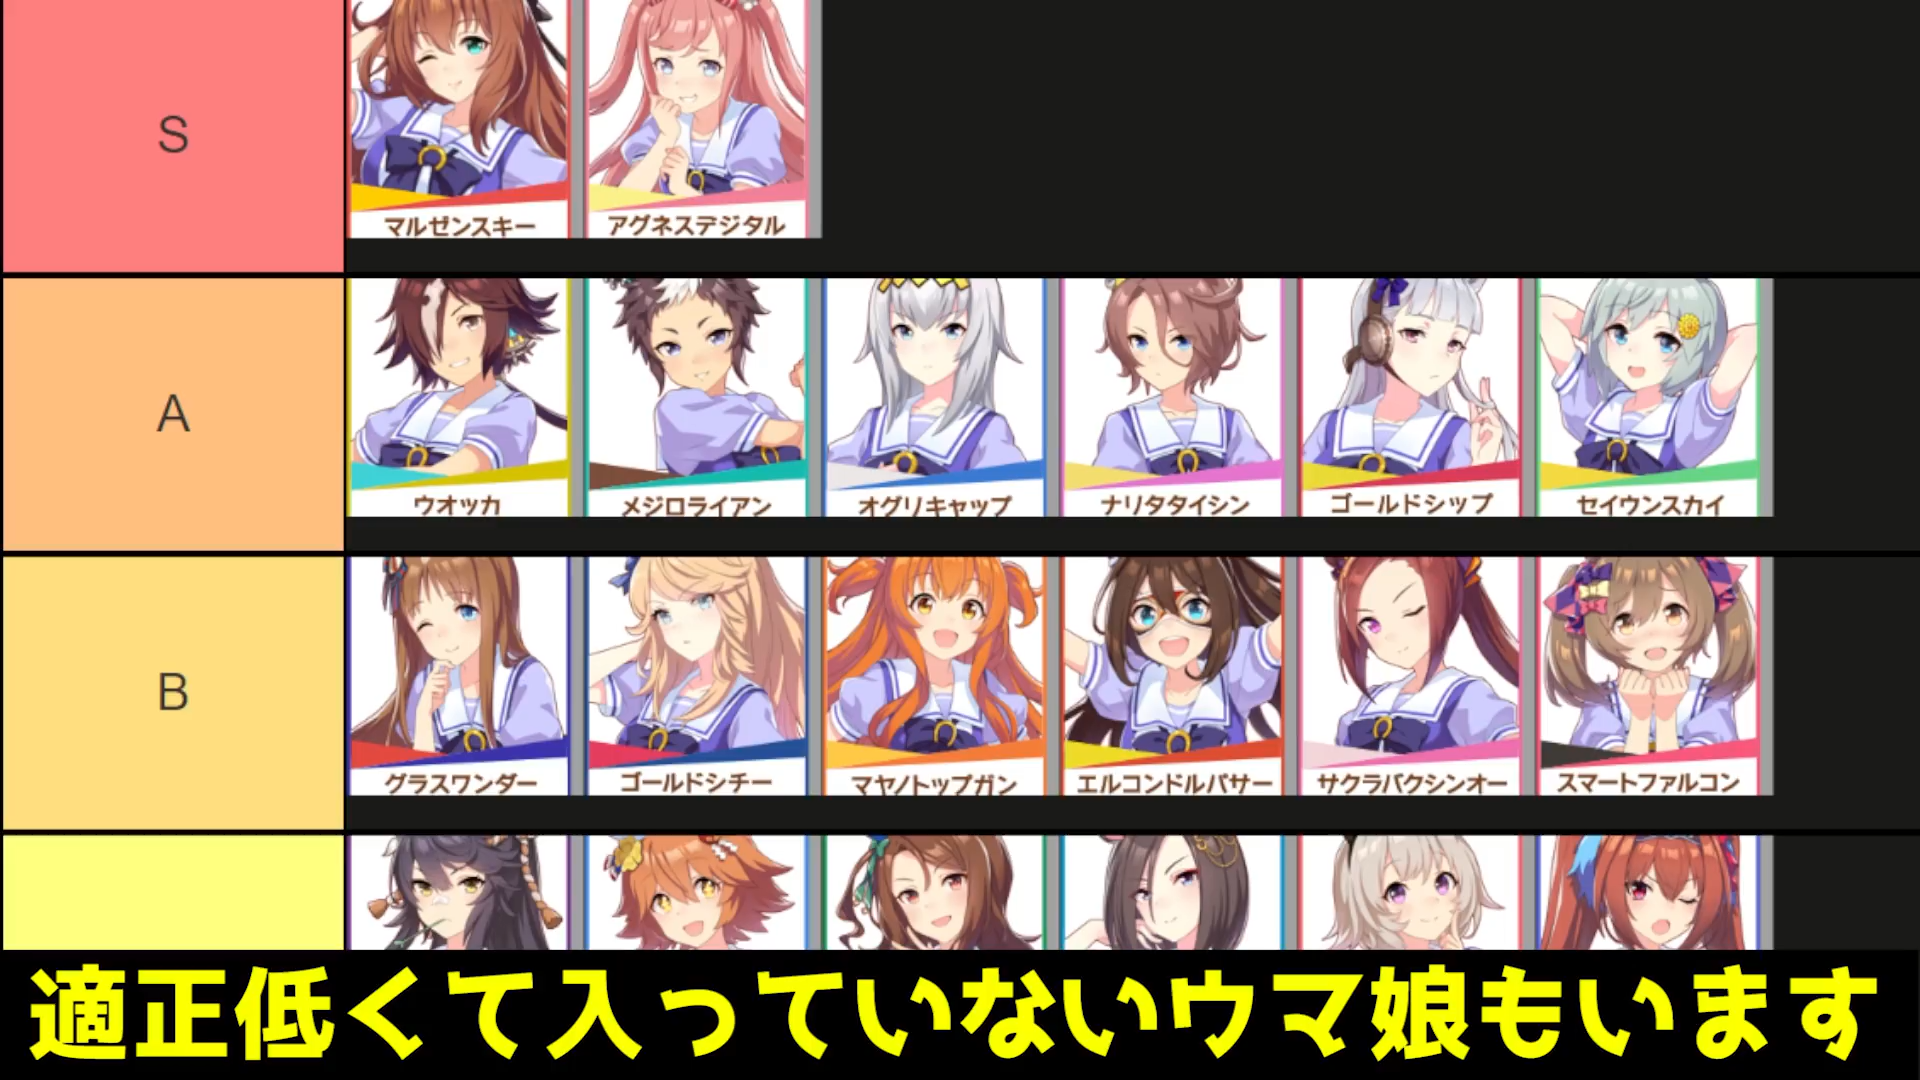 S
マルゼンスキー
アグネスデジタル
A
ウオッカ
メジロライアン
オグリキャップ
ナリタタイシン
ゴールドシップ
セイウンスカイ
B
グラスワンダー
ゴールドシチー
マヤノトップガン
エルコンドルパサー
サクラバクシンオー
スマートファルコン
適正低くて入っていないウマ娘もいます